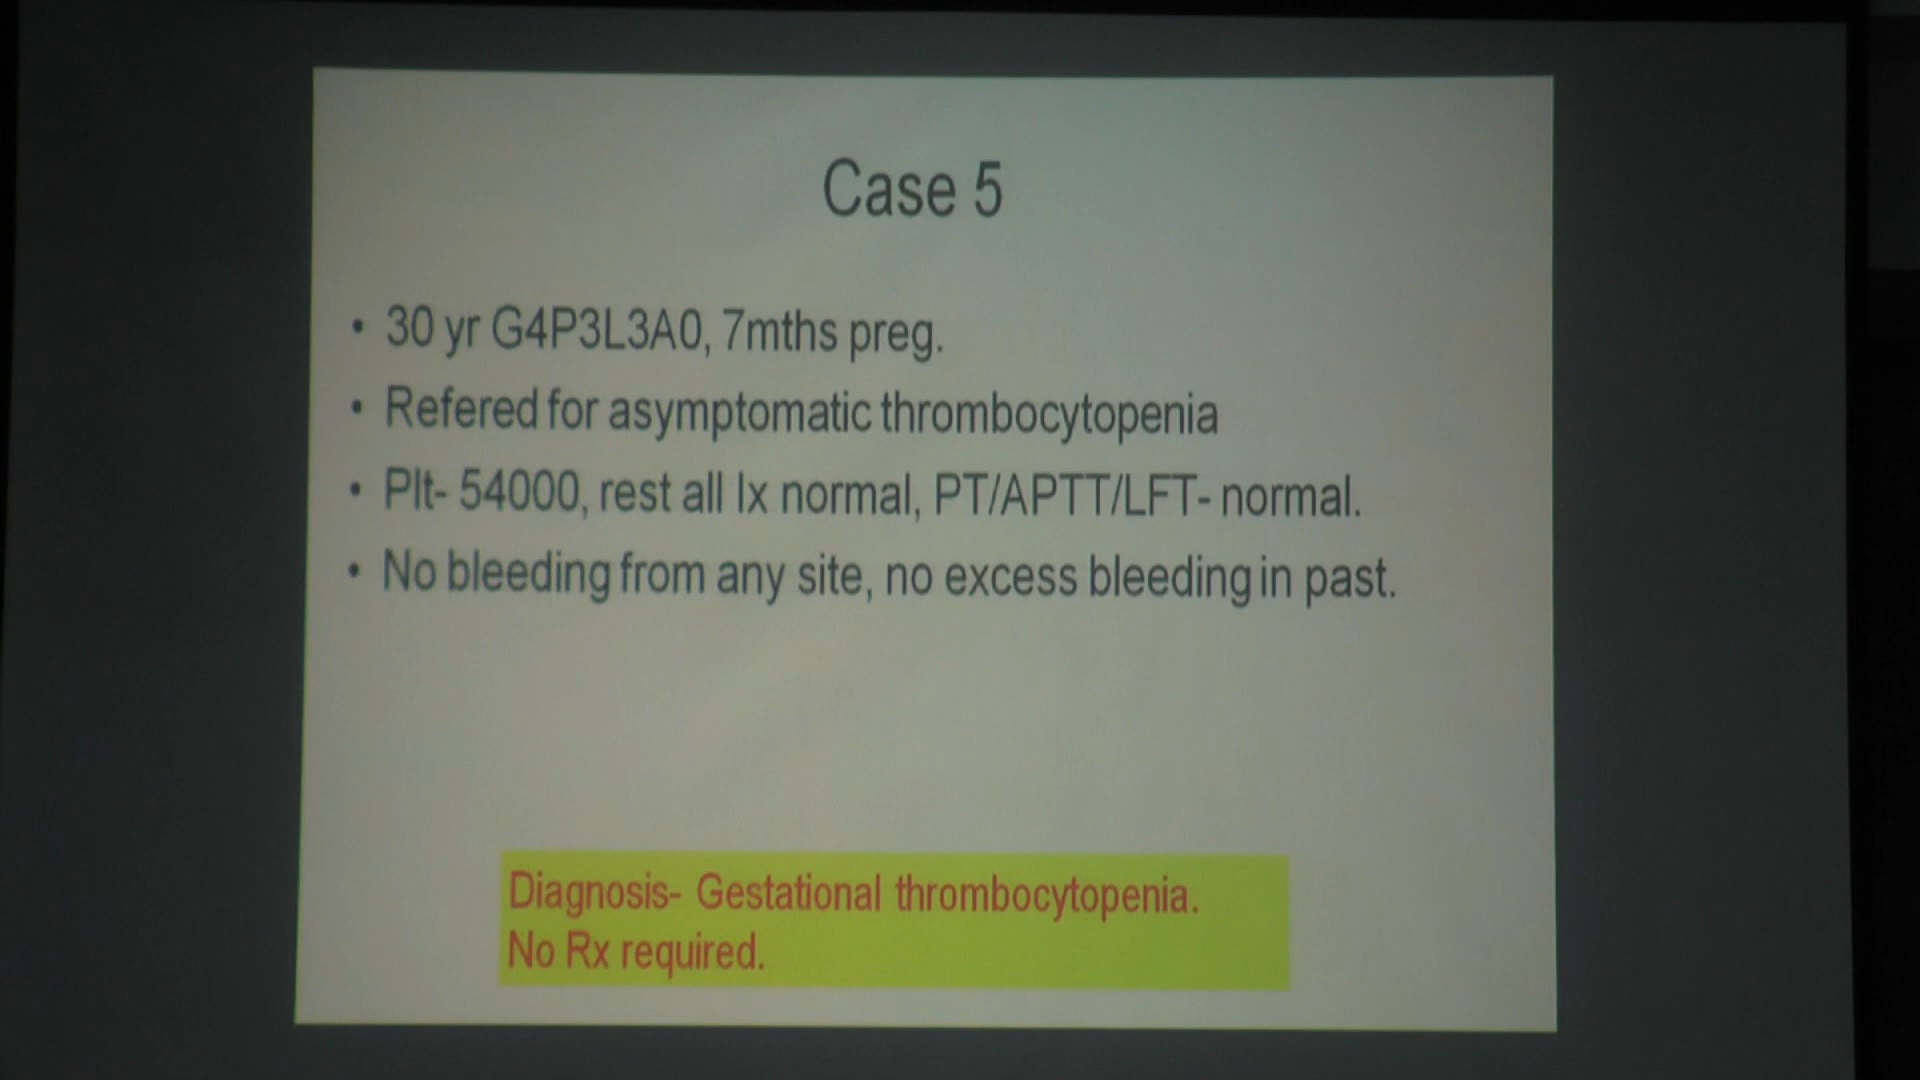 Case 5
• 30 yr G4P3L3A0, 7mths preg.
• Refered for asymptomatic thrombocytopenia
• Plt- 54000, rest all Ix normal, PT/APTT/LFT- normal.
• No bleeding from any site, no excess bleeding in past.
Diagnosis- Gestational thrombocytopenia.
No Rx required.